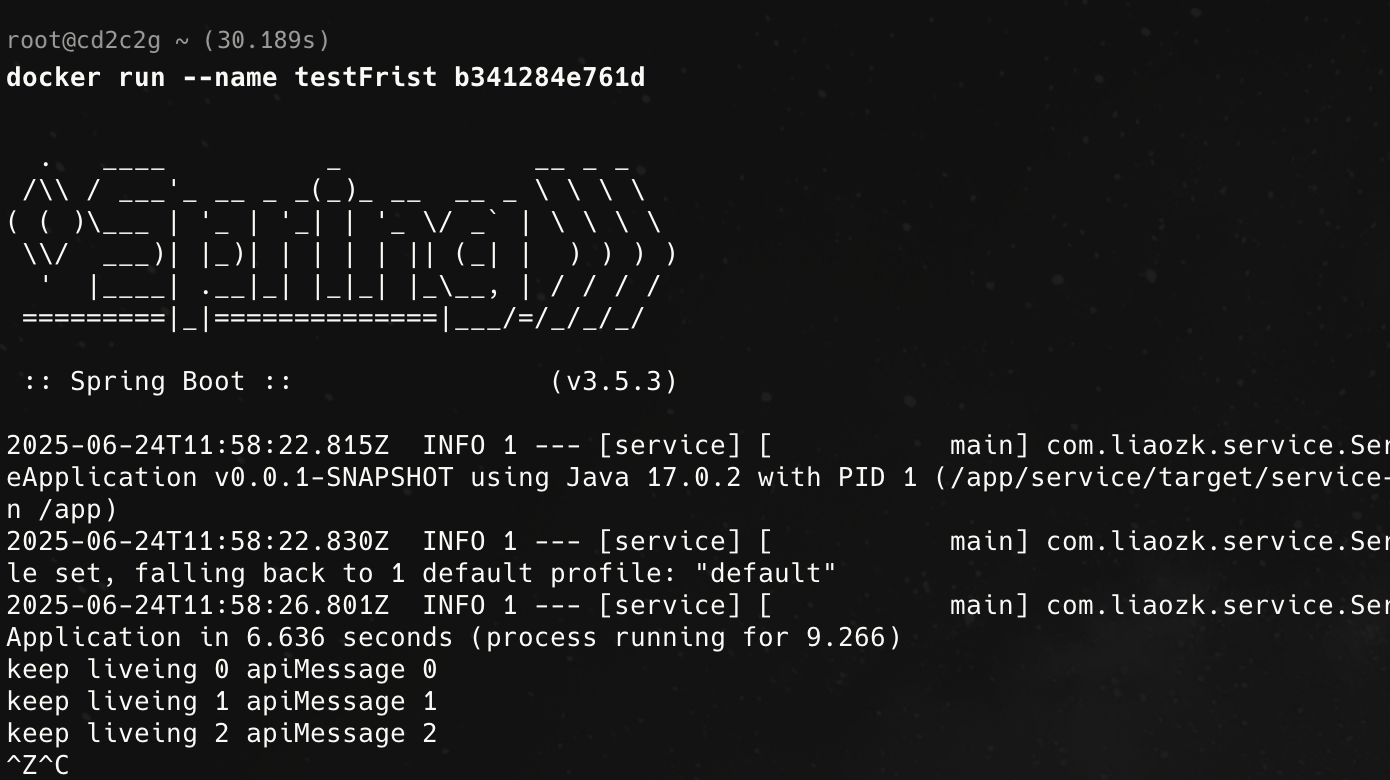 root@cd2c2g ~ (30.189s)
docker run --name testFrist b341284e761d
  .   ____          _            __ _ _
 /\\ / ___'_ __ _ _(_)_ __  __ _ \ \ \ \
( ( )\___ | '_ | '_| | '_ \/ _` | \ \ \ \
 \\/  ___)| |_)| | | | | || (_| |  ) ) ) )
  '  |____| .__|_| |_|_| |_\__, | / / / /
 =========|_|==============|___/=/_/_/_/
 :: Spring Boot ::                (v3.5.3)
2025-06-24T11:58:22.815Z  INFO 1 --- [service] [           main] com.liaozk.service.Ser
eApplication v0.0.1-SNAPSHOT using Java 17.0.2 with PID 1 (/app/service/target/service-
n /app)
2025-06-24T11:58:22.830Z  INFO 1 --- [service] [           main] com.liaozk.service.Ser
le set, falling back to 1 default profile: "default"
2025-06-24T11:58:26.801Z  INFO 1 --- [service] [           main] com.liaozk.service.Ser
Application in 6.636 seconds (process running for 9.266)
keep liveing 0 apiMessage 0
keep liveing 1 apiMessage 1
keep liveing 2 apiMessage 2
^Z^C